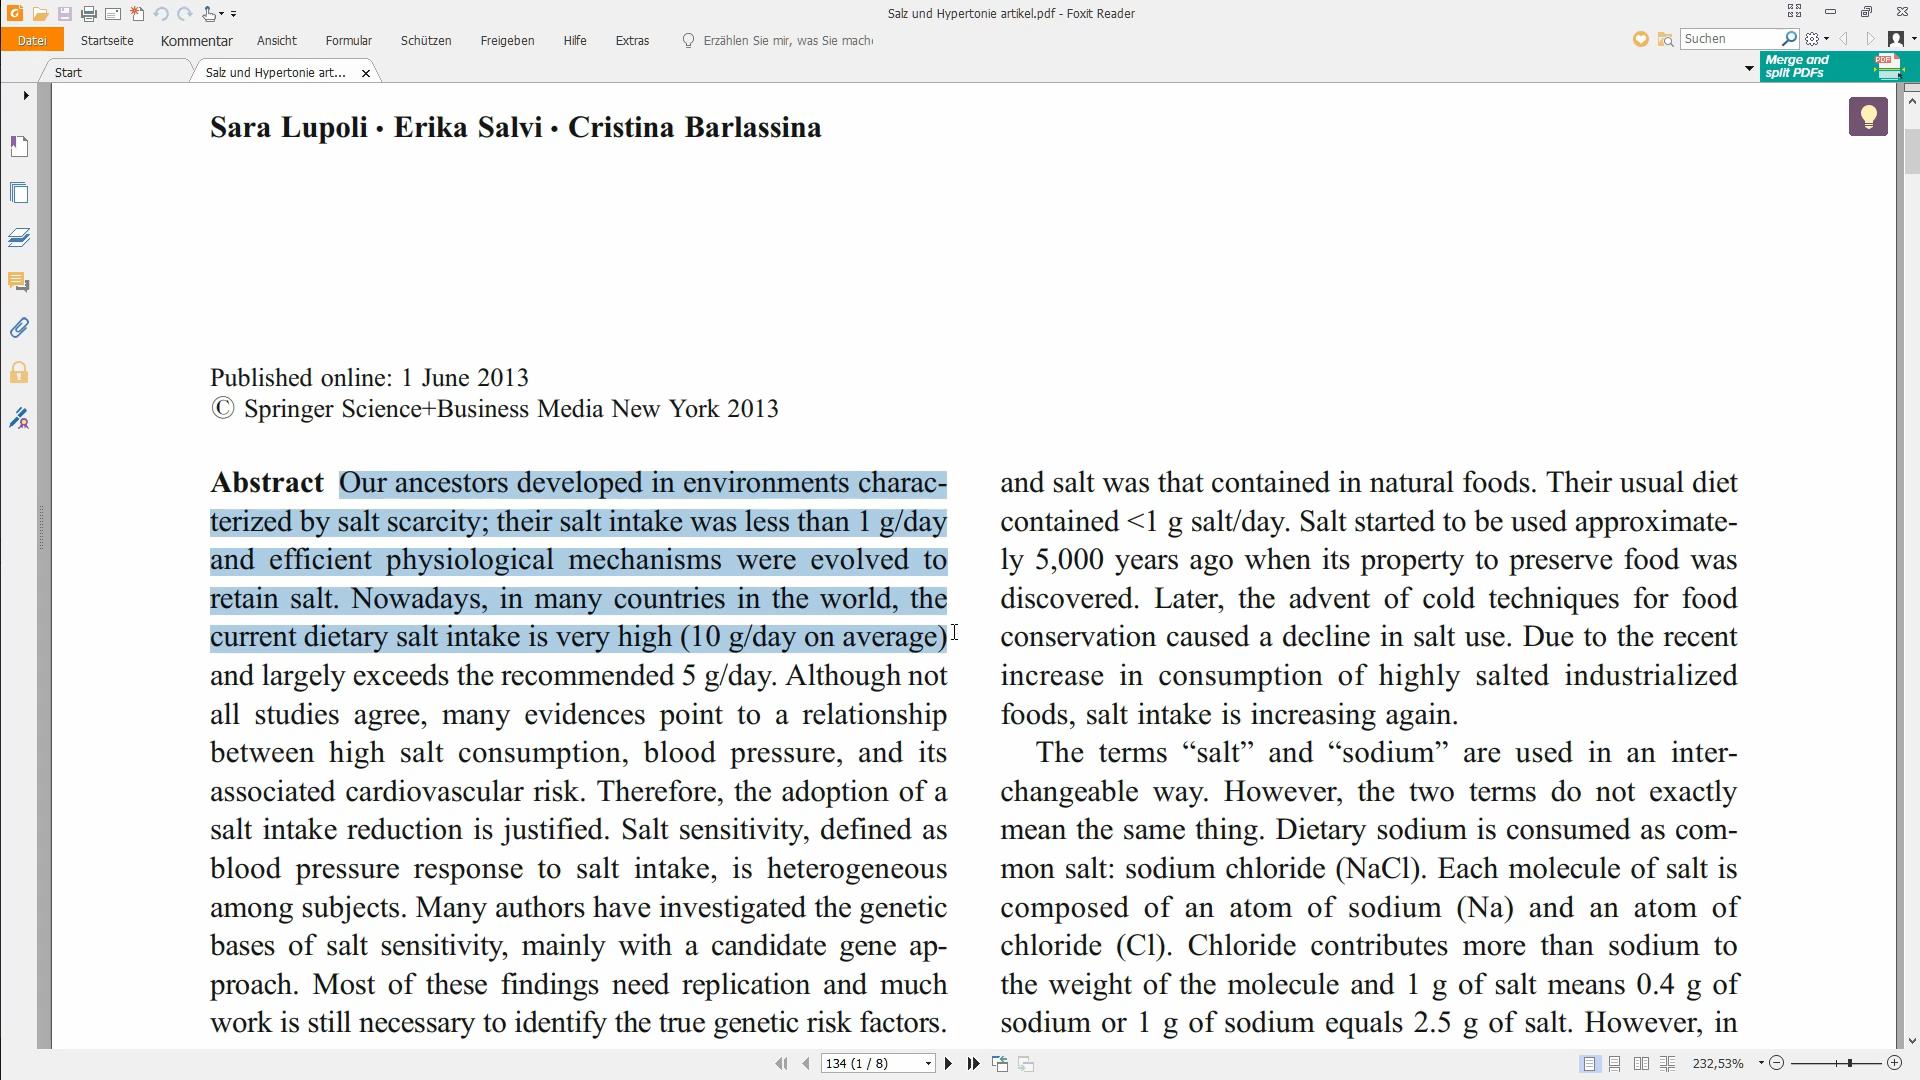 Salz und Hypertonie artikel.pdf - Foxit Reader
Datei Startseite Kommentar Ansicht Formular Schützen Freigeben Hilfe Extras Erzählen Sie mir, was Sie mach
Suchen
Start Salz und Hypertonie art...
Merge and
split PDFs
PDF
Sara Lupoli · Erika Salvi · Cristina Barlassina
Published online: 1 June 2013
© Springer Science+Business Media New York 2013
Abstract Our ancestors developed in environments charac-
terized by salt scarcity; their salt intake was less than 1 g/day
and efficient physiological mechanisms were evolved to
retain salt. Nowadays, in many countries in the world, the
current dietary salt intake is very high (10 g/day on average)
and largely exceeds the recommended 5 g/day. Although not
all studies agree, many evidences point to a relationship
between high salt consumption, blood pressure, and its
associated cardiovascular risk. Therefore, the adoption of a
salt intake reduction is justified. Salt sensitivity, defined as
blood pressure response to salt intake, is heterogeneous
among subjects. Many authors have investigated the genetic
bases of salt sensitivity, mainly with a candidate gene ap-
proach. Most of these findings need replication and much
work is still necessary to identify the true genetic risk factors.
and salt was that contained in natural foods. Their usual diet
contained <1 g salt/day. Salt started to be used approximate-
ly 5,000 years ago when its property to preserve food was
discovered. Later, the advent of cold techniques for food
conservation caused a decline in salt use. Due to the recent
increase in consumption of highly salted industrialized
foods, salt intake is increasing again.
The terms “salt” and “sodium” are used in an inter-
changeable way. However, the two terms do not exactly
mean the same thing. Dietary sodium is consumed as com-
mon salt: sodium chloride (NaCl). Each molecule of salt is
composed of an atom of sodium (Na) and an atom of
chloride (Cl). Chloride contributes more than sodium to
the weight of the molecule and 1 g of salt means 0.4 g of
sodium or 1 g of sodium equals 2.5 g of salt. However, in
134 (1 / 8)
232,53%